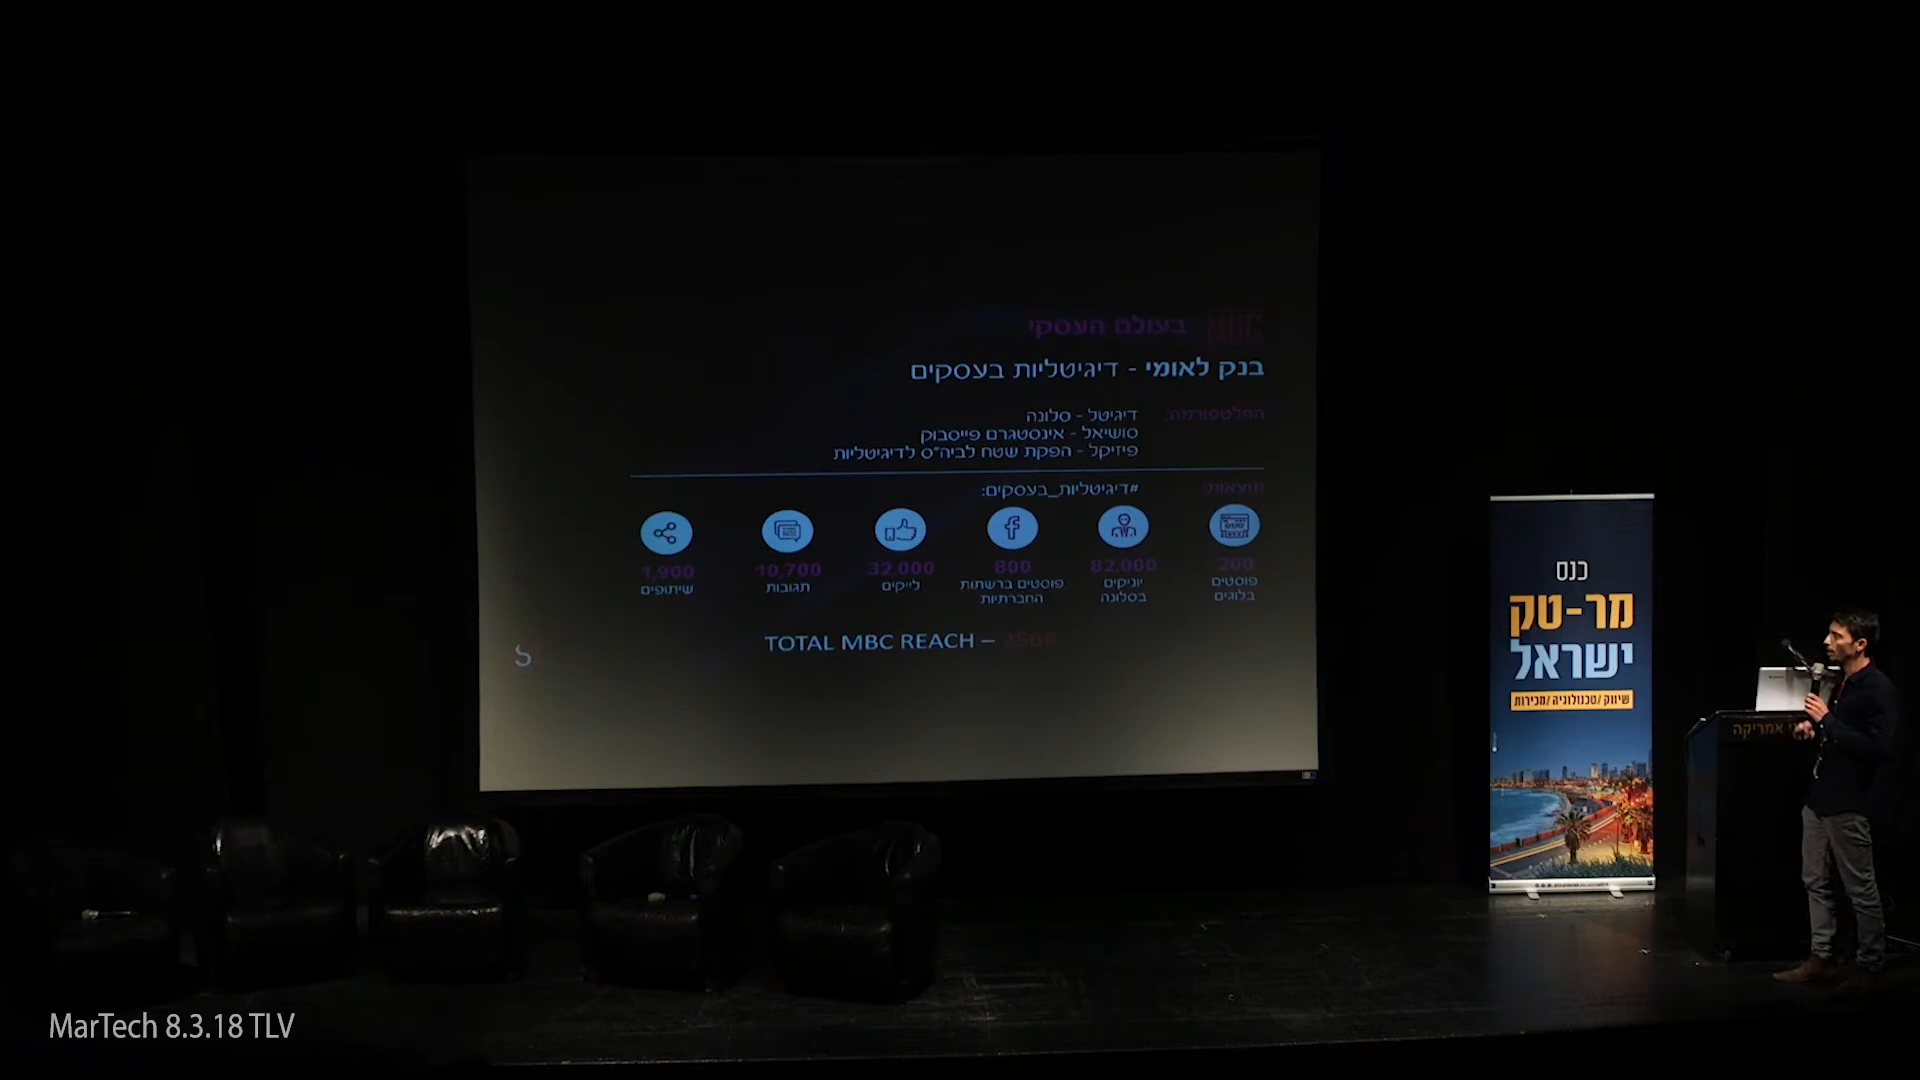 MBC בעולם העסקי
בנק לאומי - דיגיטליות בעסקים
הפלטפורמה:
דיגיטל - סלונה
סושיאל - אינסטגרם פייסבוק
פיזיקל - הפקת שטח לביה"ס לדיגיטליות
תוצאות:
#דיגיטליות_בעסקים:
200
פוסטים
בלוגים
82,000
יוניקים
בסלונה
800
פוסטים ברשתות
החברתיות
32,000
לייקים
10,700
תגובות
1,900
שיתופים
TOTAL MBC REACH –
S
כנס
מר-טק
ישראל
שיווק/טכנולוגיה/מכירות
אמריקה
MarTech 8.3.18 TLV